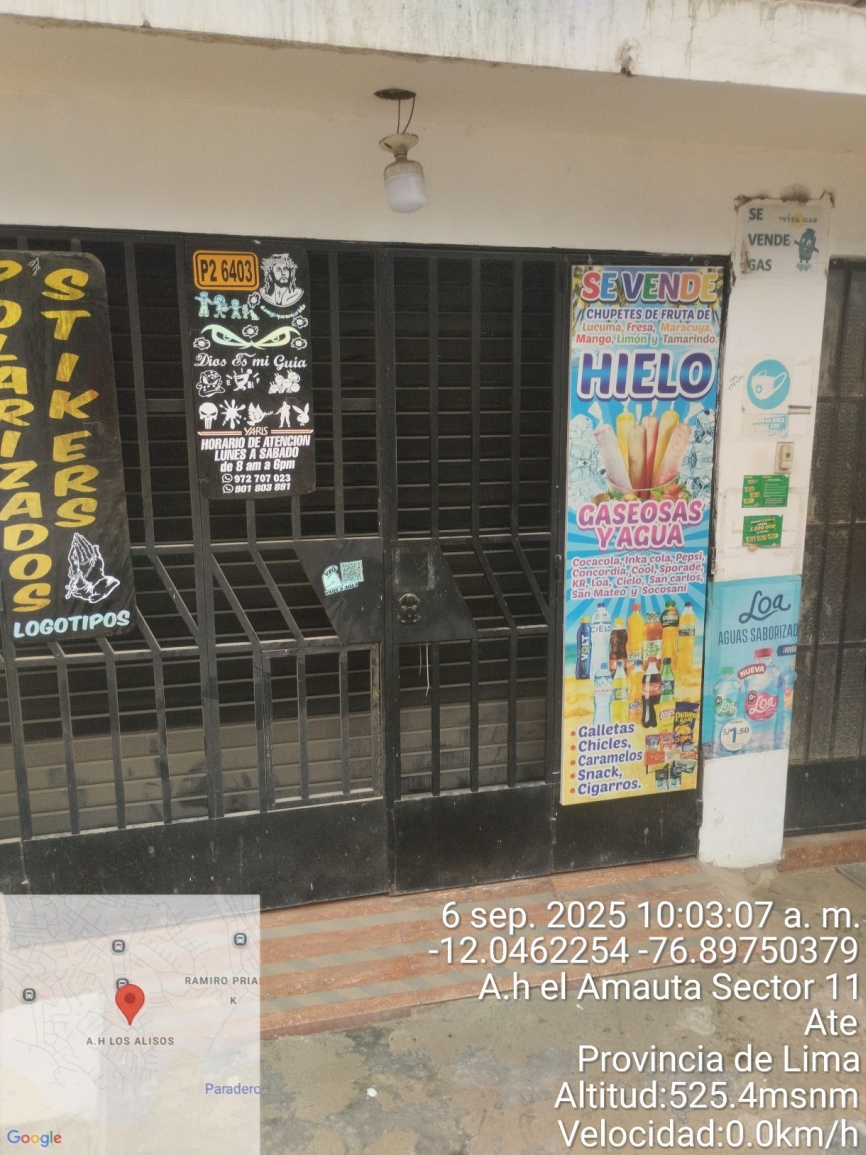 POLARIZADOS
STIKERS
LOGOTIPOS
P2 6403
Dios Es mi Guia
YARIS
HORARIO DE ATENCION
LUNES A SABADO
de 8 am a 6pm
972 707 023
901 803 891
SE VENDE
CHUPETES DE FRUTA DE
Lucuma, Fresa, Maracuya,
Mango, Limón y Tamarindo.
HIELO
GASEOSAS
Y AGUA
Cocacola, Inka cola, Pepsi,
Concordia, Cool, Sporade,
KR, Loa, Cielo, San carlos,
San Mateo y Socosani
VOLT
CIELO
Galletas
Chicles,
Caramelos
Snack,
Cigarros.
SE
VENDE
GAS
VITA GAS
Loa
AGUAS SABORIZAD
NUEVA
Loa
S/1.50
6 sep. 2025 10:03:07 a. m.
-12.0462254 -76.89750379
A.h el Amauta Sector 11
Ate
Provincia de Lima
Altitud:525.4msnm
Velocidad:0.0km/h
RAMIRO PRIA
K
A.H LOS ALISOS
Paradero
Google